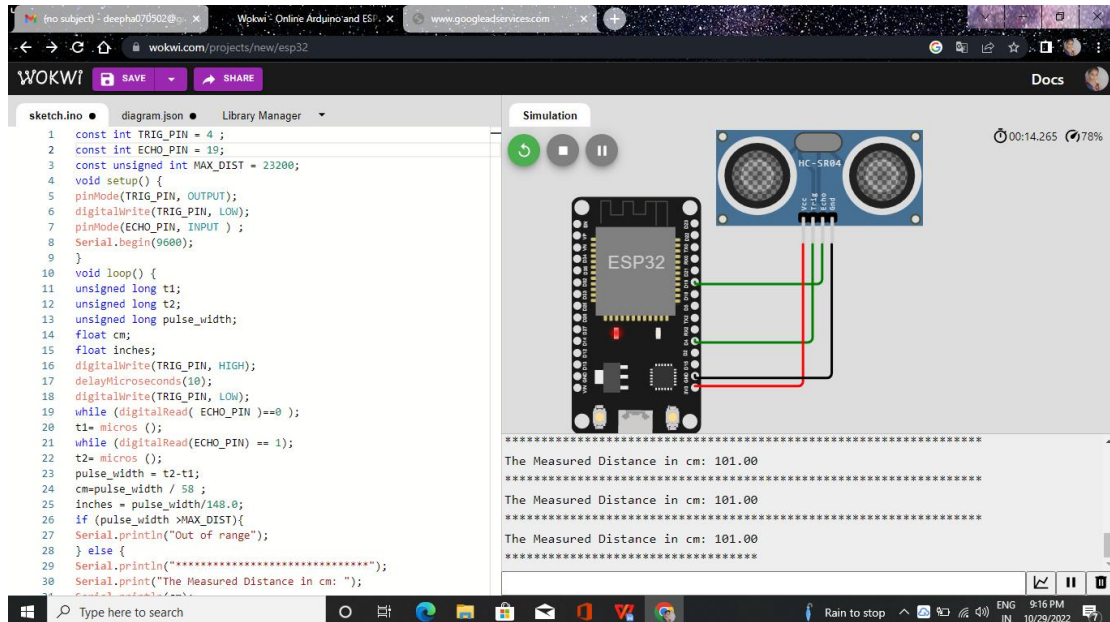 (no subject) - deepha070502@g
Wokwi - Online Arduino and ESP
www.googleadservices.com
wokwi.com/projects/new/esp32
WOKWi
SAVE
SHARE
Docs
sketch.ino ●
diagram.json ●
Library Manager
1 const int TRIG_PIN = 4 ;
2 const int ECHO_PIN = 19;
3 const unsigned int MAX_DIST = 23200;
4 void setup() {
5 pinMode(TRIG_PIN, OUTPUT);
6 digitalWrite(TRIG_PIN, LOW);
7 pinMode(ECHO_PIN, INPUT ) ;
8 Serial.begin(9600);
9 }
10 void loop() {
11 unsigned long t1;
12 unsigned long t2;
13 unsigned long pulse_width;
14 float cm;
15 float inches;
16 digitalWrite(TRIG_PIN, HIGH);
17 delayMicroseconds(10);
18 digitalWrite(TRIG_PIN, LOW);
19 while (digitalRead( ECHO_PIN )==0 );
20 t1= micros ();
21 while (digitalRead(ECHO_PIN) == 1);
22 t2= micros ();
23 pulse_width = t2-t1;
24 cm=pulse_width / 58 ;
25 inches = pulse_width/148.0;
26 if (pulse_width >MAX_DIST){
27 Serial.println("Out of range");
28 } else {
29 Serial.println("*******************************");
30 Serial.print("The Measured Distance in cm: ");
Simulation
00:14.265 78%
HC-SR04
Vcc
Trig
Echo
Gnd
ESP32
******************************************************************
The Measured Distance in cm: 101.00
******************************************************************
The Measured Distance in cm: 101.00
******************************************************************
The Measured Distance in cm: 101.00
***********************************
Type here to search
Rain to stop
ENG
IN
9:16 PM
10/29/2022